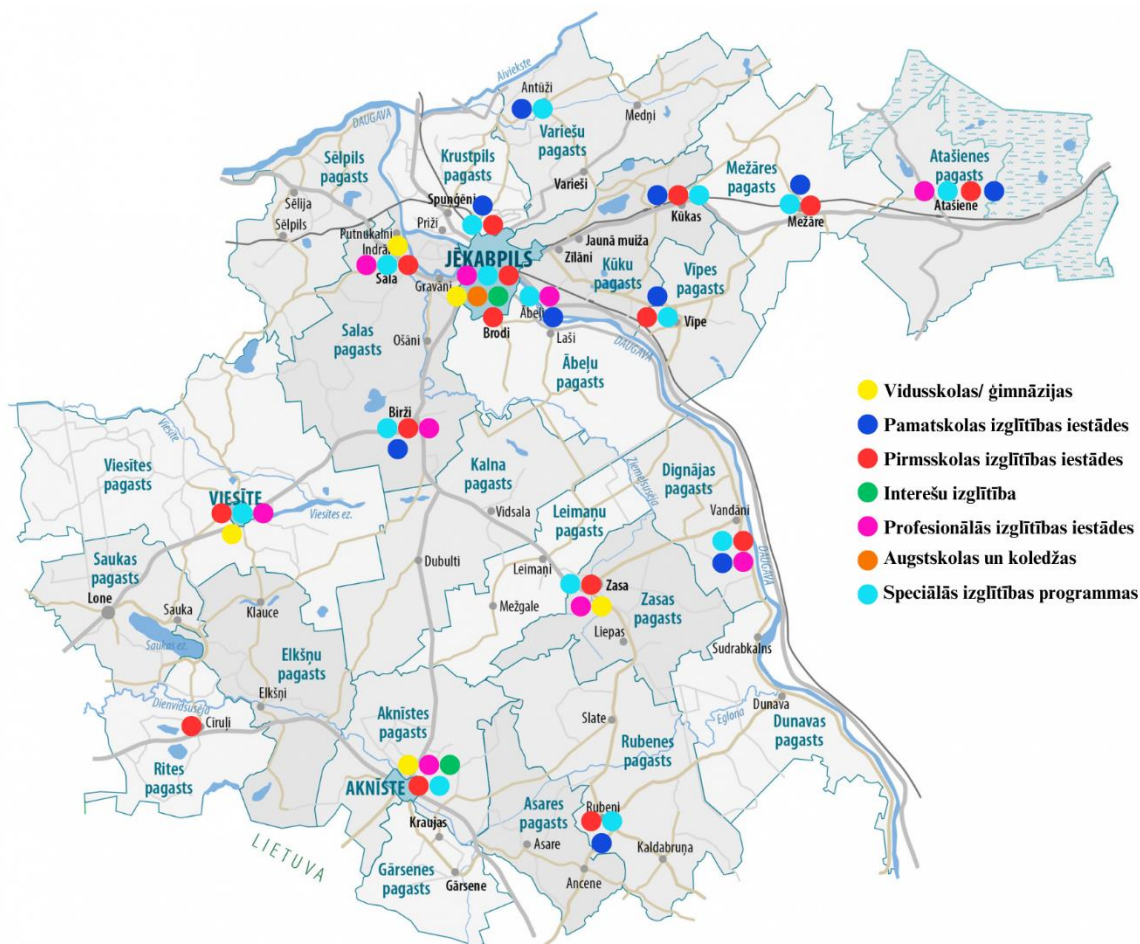 Aiviekste
Antūži
Medņi
DAUGAVA
Variešu
pagasts
Sēlpils
pagasts
Krustpils
pagasts
Mežāres
pagasts
Atašienes
pagasts
Varieši
Sēlija
Spuņģēni
Kūkas
Mežāre
Atašiene
Sēlpils
Prīži
Putnukalni
Jaunā muiža
Zīlāni
JĒKABPILS
Kūku
pagasts
Vīpes
pagasts
Sala
Gravāni
Ābeļi
Vīpe
Brodi
Laši
DAUGAVA
Salas
pagasts
Ošāni
Ābeļu
pagasts
Vidusskolas/ ģimnāzijas
Pamatskolas izglītības iestādes
Pirmsskolas izglītības iestādes
Interešu izglītība
Profesionālās izglītības iestādes
Augstskolas un koledžas
Speciālās izglītības programmas
Birži
Viesīte
Viesītes
pagasts
Kalna
pagasts
Ziemeļsusēja
Dignājas
pagasts
VIESĪTE
Viesītes ez.
Vidsala
Leimaņu
pagasts
Vandāni
DAUGAVA
Saukas
pagasts
Dubulti
Leimaņi
Zasa
Lone
Sauka
Klauce
Mežgale
Zasas
pagasts
Liepas
Saukas ez.
Elkšņu
pagasts
Sudrabkalns
Elkšņi
Dienvidsusēja
Aknīstes
pagasts
Slate
Eglona
Dunava
Dunavas
pagasts
Cīruļi
Rites
pagasts
Rubenes
pagasts
AKNĪSTE
Asares
pagasts
Rubeņi
Kraujas
LIETUVA
Asare
Kaldabruņa
Gārsenes
pagasts
Gārsene
Ancene